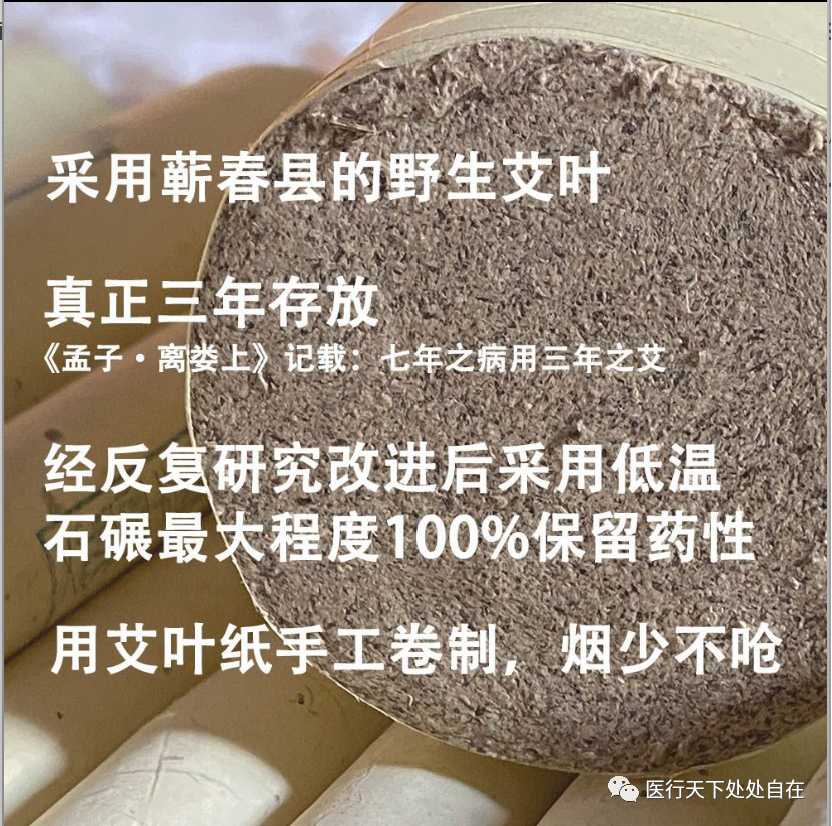 采用蕲春县的野生艾叶
真正三年存放
《孟子·离娄上》记载：七年之病用三年之艾
经反复研究改进后采用低温
石碾最大程度100%保留药性
用艾叶纸手工卷制，烟少不呛
医行天下处处自在